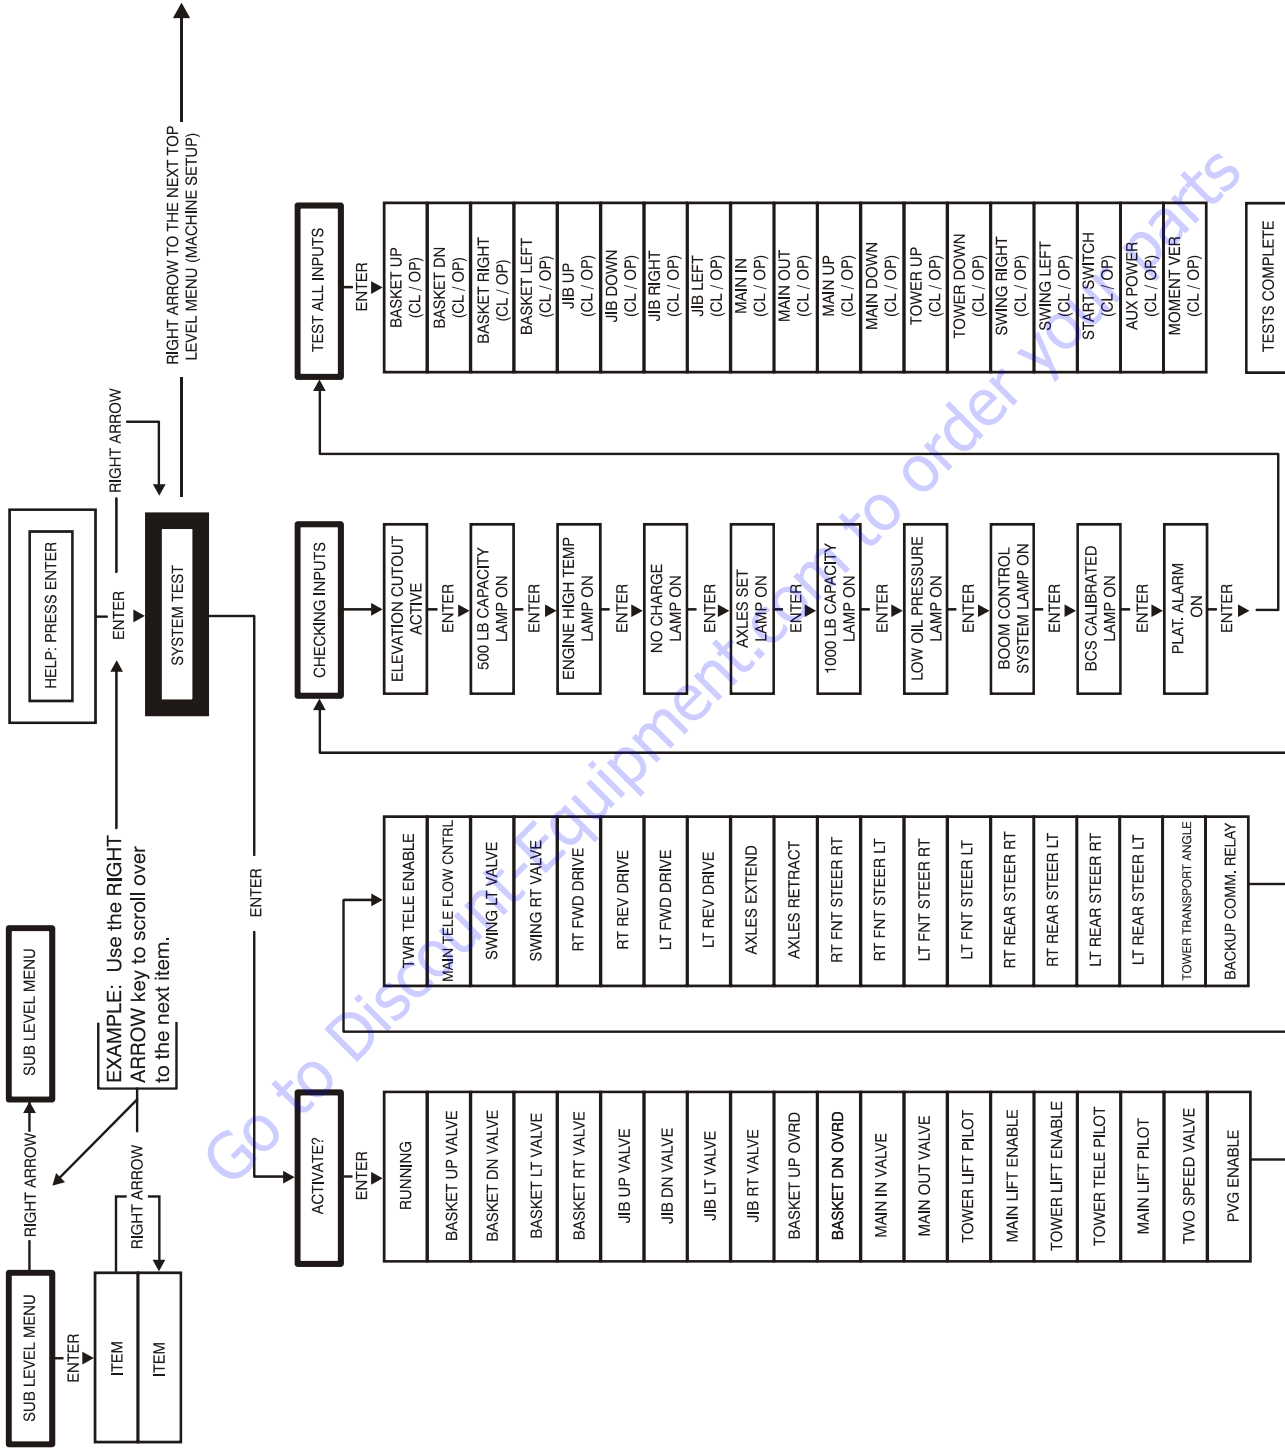 SUB LEVEL MENU
RIGHT ARROW
SUB LEVEL MENU
ENTER
ITEM
ITEM
RIGHT ARROW
EXAMPLE: Use the RIGHT
ARROW key to scroll over
to the next item.
HELP: PRESS ENTER
ENTER
RIGHT ARROW
SYSTEM TEST
RIGHT ARROW TO THE NEXT TOP
LEVEL MENU (MACHINE SETUP)
ENTER
ACTIVATE?
ENTER
RUNNING
BASKET UP VALVE
BASKET DN VALVE
BASKET LT VALVE
BASKET RT VALVE
JIB UP VALVE
JIB DN VALVE
JIB LT VALVE
JIB RT VALVE
BASKET UP OVRD
BASKET DN OVRD
MAIN IN VALVE
MAIN OUT VALVE
TOWER LIFT PILOT
MAIN LIFT ENABLE
TOWER LIFT ENABLE
TOWER TELE PILOT
MAIN LIFT PILOT
TWO SPEED VALVE
PVG ENABLE
TWR TELE ENABLE
MAIN TELE FLOW CNTRL
SWING LT VALVE
SWING RT VALVE
RT FWD DRIVE
RT REV DRIVE
LT FWD DRIVE
LT REV DRIVE
AXLES EXTEND
AXLES RETRACT
RT FNT STEER RT
RT FNT STEER LT
LT FNT STEER RT
LT FNT STEER LT
RT REAR STEER RT
RT REAR STEER LT
LT REAR STEER RT
LT REAR STEER LT
TOWER TRANSPORT ANGLE
BACKUP COMM. RELAY
CHECKING INPUTS
ELEVATION CUTOUT
ACTIVE
ENTER
500 LB CAPACITY
LAMP ON
ENTER
ENGINE HIGH TEMP
LAMP ON
ENTER
NO CHARGE
LAMP ON
ENTER
AXLES SET
LAMP ON
ENTER
1000 LB CAPACITY
LAMP ON
ENTER
LOW OIL PRESSURE
LAMP ON
ENTER
BOOM CONTROL
SYSTEM LAMP ON
ENTER
BCS CALIBRATED
LAMP ON
ENTER
PLAT. ALARM
ON
ENTER
TEST ALL INPUTS
ENTER
BASKET UP
(CL / OP)
BASKET DN
(CL / OP)
BASKET RIGHT
(CL / OP)
BASKET LEFT
(CL / OP)
JIB UP
(CL / OP)
JIB DOWN
(CL / OP)
JIB RIGHT
(CL / OP)
JIB LEFT
(CL / OP)
MAIN IN
(CL / OP)
MAIN OUT
(CL / OP)
MAIN UP
(CL / OP)
MAIN DOWN
(CL / OP)
TOWER UP
(CL / OP)
TOWER DOWN
(CL / OP)
SWING RIGHT
(CL / OP)
SWING LEFT
(CL / OP)
START SWITCH
(CL / OP)
AUX POWER
(CL / OP)
MOMENT VER
(CL / OP)
TESTS COMPLETE
Go to Discount-Equipment.com to order your parts